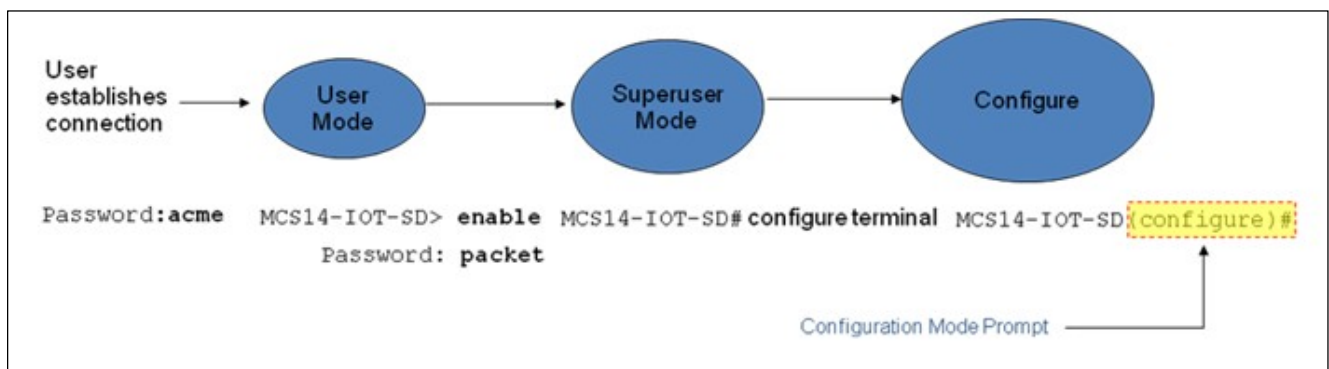 User
establishes
connection
User
Mode
Superuser
Mode
Configure
Password:acme
MCS14-IOT-SD> enable
Password: packet
MCS14-IOT-SD# configure terminal
MCS14-IOT-SD(configure)#
Configuration Mode Prompt